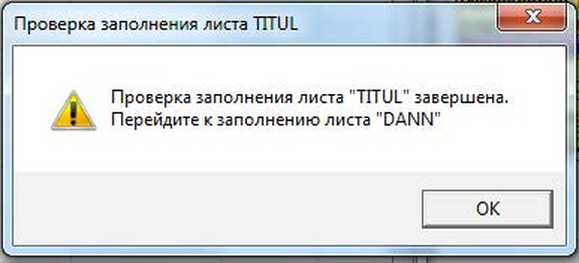 Проверка заполнения листа TITUL
Проверка заполнения листа "TITUL" завершена.
Перейдите к заполнению листа "DANN"
OK